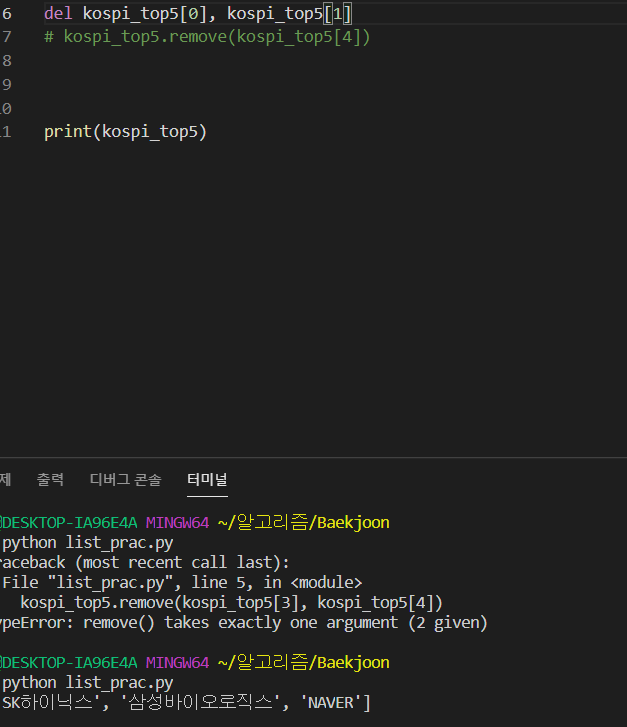 6 del kospi_top5[0], kospi_top5[1]
7 # kospi_top5.remove(kospi_top5[4])
8
9
0
1 print(kospi_top5)
제 출력 디버그 콘솔 터미널
DESKTOP-IA96E4A MINGW64 ~/알고리즘/Baekjoon
python list_prac.py
raceback (most recent call last):
File "list_prac.py", line 5, in <module>
kospi_top5.remove(kospi_top5[3], kospi_top5[4])
ypeError: remove() takes exactly one argument (2 given)
DESKTOP-IA96E4A MINGW64 ~/알고리즘/Baekjoon
python list_prac.py
SK하이닉스', '삼성바이오로직스', 'NAVER']